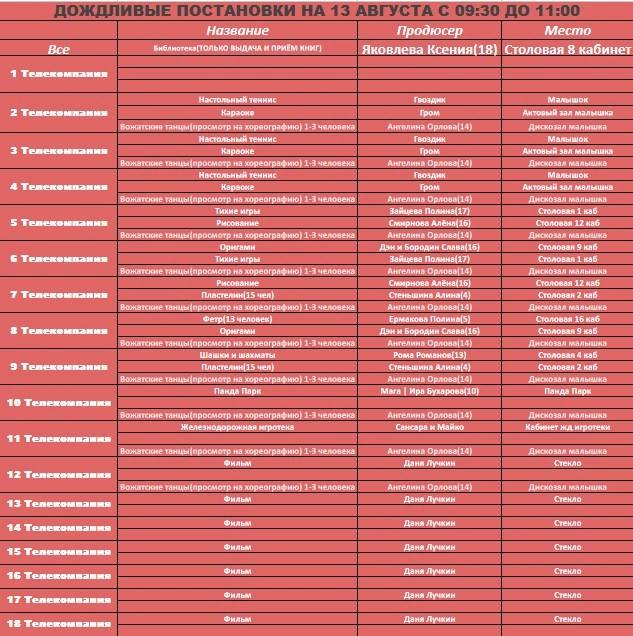 ДОЖДЛИВЫЕ ПОСТАНОВКИ НА 13 АВГУСТА С 09:30 ДО 11:00
Название Продюсер Место
Все Библиотека(ТОЛЬКО ВЫДАЧА И ПРИЁМ КНИГ) Яковлева Ксения(18) Столовая 8 кабинет
1 Телекомпания
Настольный теннис Гвоздик Малышок
2 Телекомпания Караоке Гром Актовый зал малышка
Вожатские танцы(просмотр на хореографию) 1-3 человека Ангелина Орлова(14) Дискозал малышка
Настольный теннис Гвоздик Малышок
3 Телекомпания Караоке Гром Актовый зал малышка
Вожатские танцы(просмотр на хореографию) 1-3 человека Ангелина Орлова(14) Дискозал малышка
Настольный теннис Гвоздик Малышок
4 Телекомпания Караоке Гром Актовый зал малышка
Вожатские танцы(просмотр на хореографию) 1-3 человека Ангелина Орлова(14) Дискозал малышка
Тихие игры Зайцева Полина(17) Столовая 1 каб
5 Телекомпания Рисование Смирнова Алёна(16) Столовая 12 каб
Вожатские танцы(просмотр на хореографию) 1-3 человека Ангелина Орлова(14) Дискозал малышка
Оригами Дэн и Бородин Слава(16) Столовая 9 каб
6 Телекомпания Тихие игры Зайцева Полина(17) Столовая 1 каб
Вожатские танцы(просмотр на хореографию) 1-3 человека Ангелина Орлова(14) Дискозал малышка
Рисование Смирнова Алёна(16) Столовая 12 каб
7 Телекомпания Пластелин(15 чел) Стеньшина Алина(4) Столовая 2 каб
Вожатские танцы(просмотр на хореографию) 1-3 человека Ангелина Орлова(14) Дискозал малышка
Фетр(13 человек) Ермакова Полина(5) Столовая 16 каб
8 Телекомпания Оригами Дэн и Бородин Слава(16) Столовая 9 каб
Вожатские танцы(просмотр на хореографию) 1-3 человека Ангелина Орлова(14) Дискозал малышка
Шашки и шахматы Рома Романов(13) Столовая 4 каб
9 Телекомпания Пластелин(15 чел) Стеньшина Алина(4) Столовая 2 каб
Вожатские танцы(просмотр на хореографию) 1-3 человека Ангелина Орлова(14) Дискозал малышка
Панда Парк Мага | Ира Бухарова(10) Панда Парк
10 Телекомпания
Вожатские танцы(просмотр на хореографию) 1-3 человека Ангелина Орлова(14) Дискозал малышка
Железнодорожная игротека Сансара и Майко Кабинет жд игротеки
11 Телекомпания
Вожатские танцы(просмотр на хореографию) 1-3 человека Ангелина Орлова(14) Дискозал малышка
Фильм Даня Лучкин Стекло
12 Телекомпания
Вожатские танцы(просмотр на хореографию) 1-3 человека Ангелина Орлова(14) Дискозал малышка
13 Телекомпания Фильм Даня Лучкин Стекло
14 Телекомпания Фильм Даня Лучкин Стекло
15 Телекомпания Фильм Даня Лучкин Стекло
16 Телекомпания Фильм Даня Лучкин Стекло
17 Телекомпания Фильм Даня Лучкин Стекло
18 Телекомпания Фильм Даня Лучкин Стекло